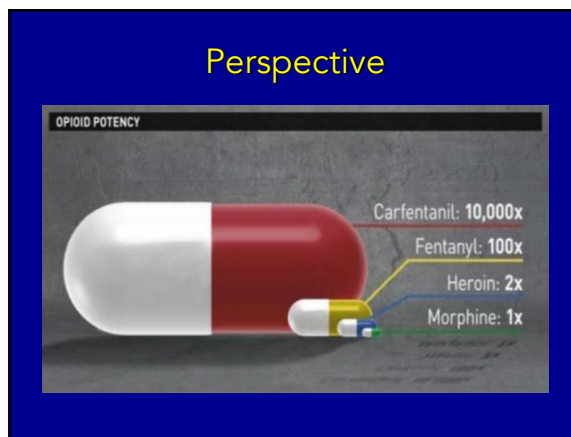 Perspective
OPIOID POTENCY
Carfentanil: 10,000x
Fentanyl: 100x
Heroin: 2x
Morphine: 1x